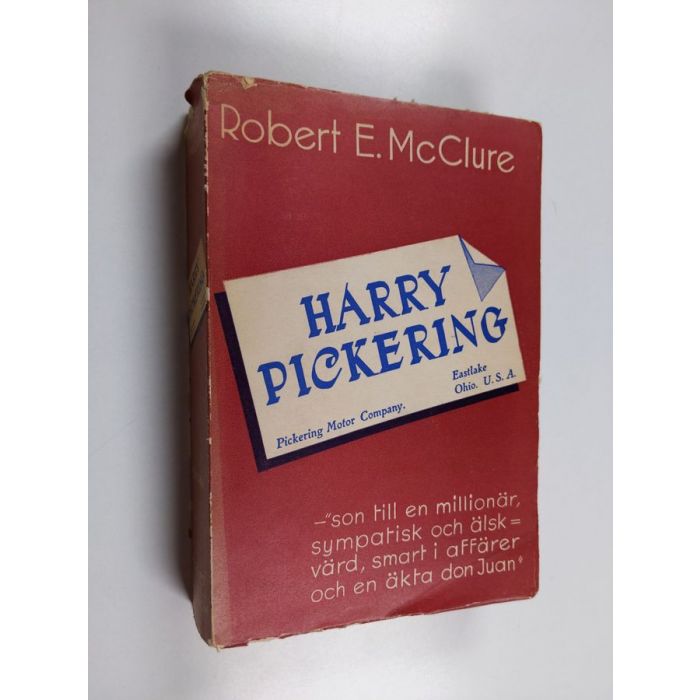 Robert E. McClure
HARRY
PICKERING
Pickering Motor Company.
Eastlake
Ohio. U. S. A.
—"son till en millionär,
sympatisk och älsk=
värd, smart i affärer
och en äkta don Juan"